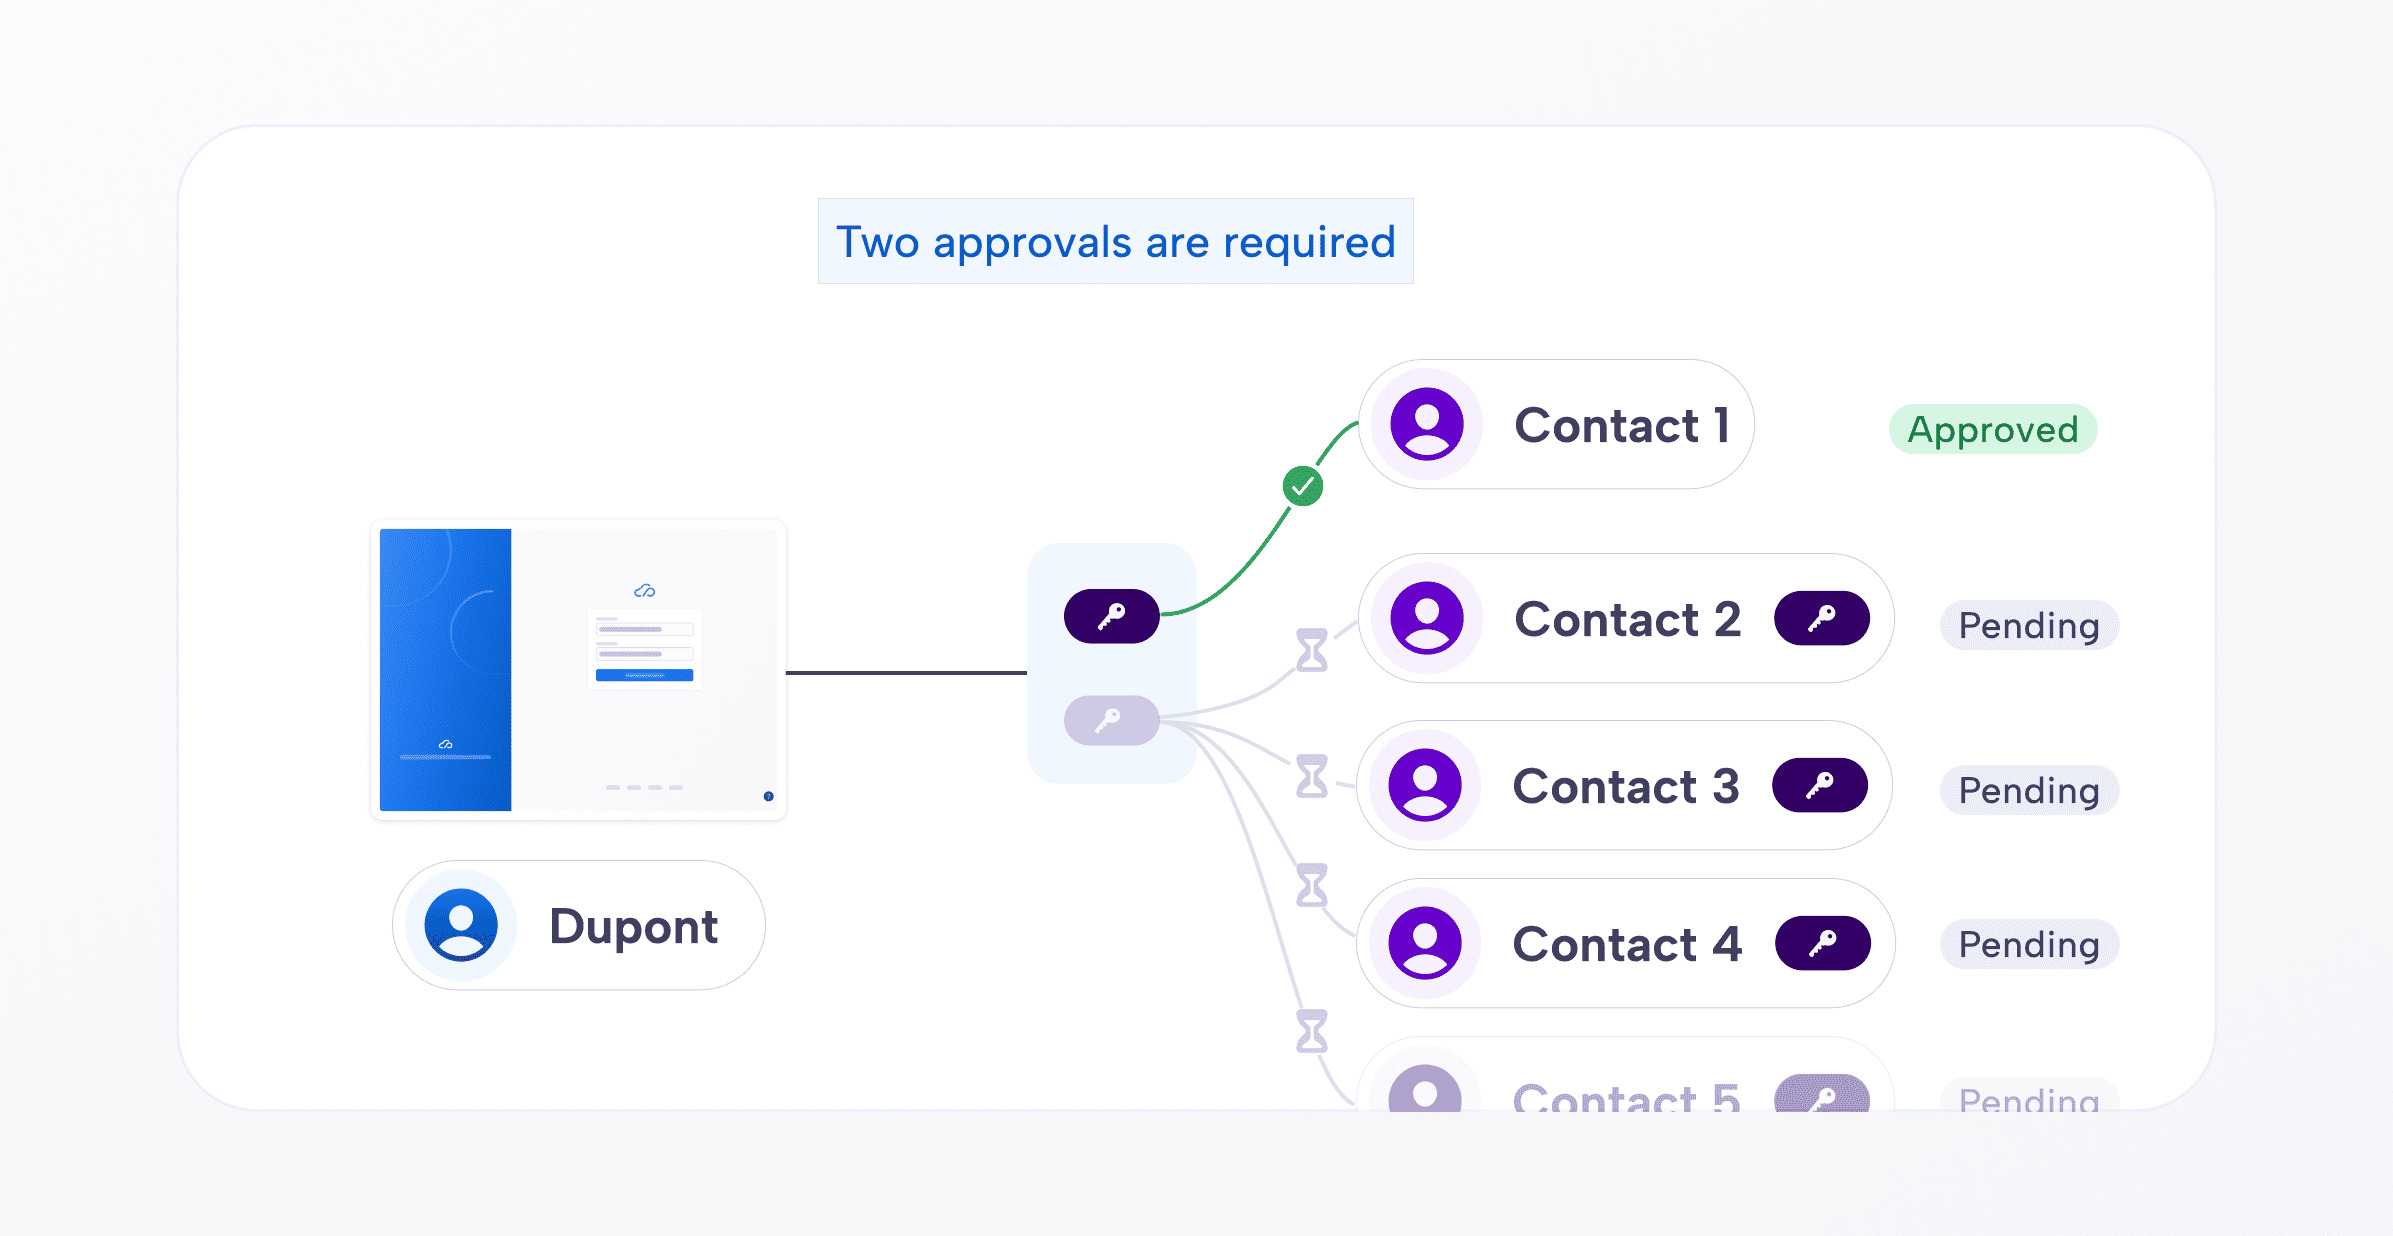 Two approvals are required
Contact 1
Approved
Contact 2
Pending
Contact 3
Pending
Dupont
Contact 4
Pending
Contact 5
Pending